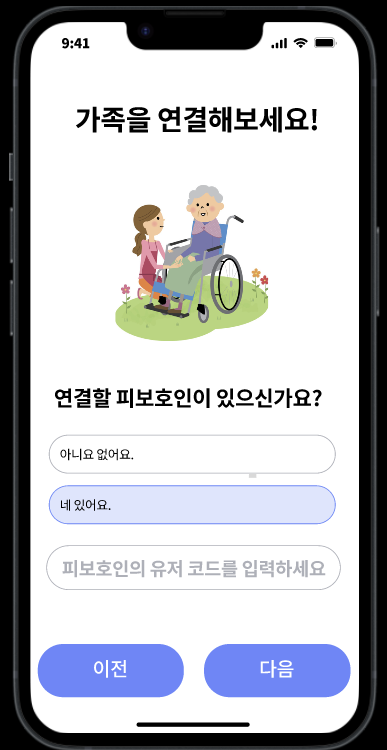 9:41
가족을 연결해보세요!
연결할 피보호인이 있으신가요?
아니요 없어요.
네 있어요.
피보호인의 유저 코드를 입력하세요
이전
다음